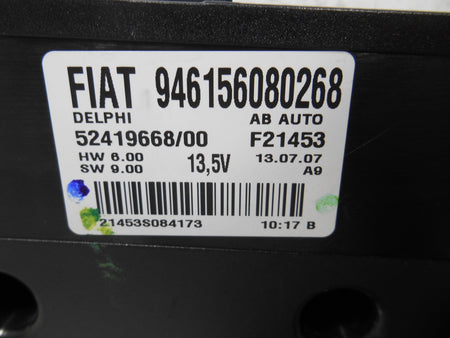 FIAT 946156080268
DELPHI AB AUTO
52419668/00 F21453
HW 6.00 13,5V 13.07.07
SW 9.00 A9
21453S084173 10:17 B